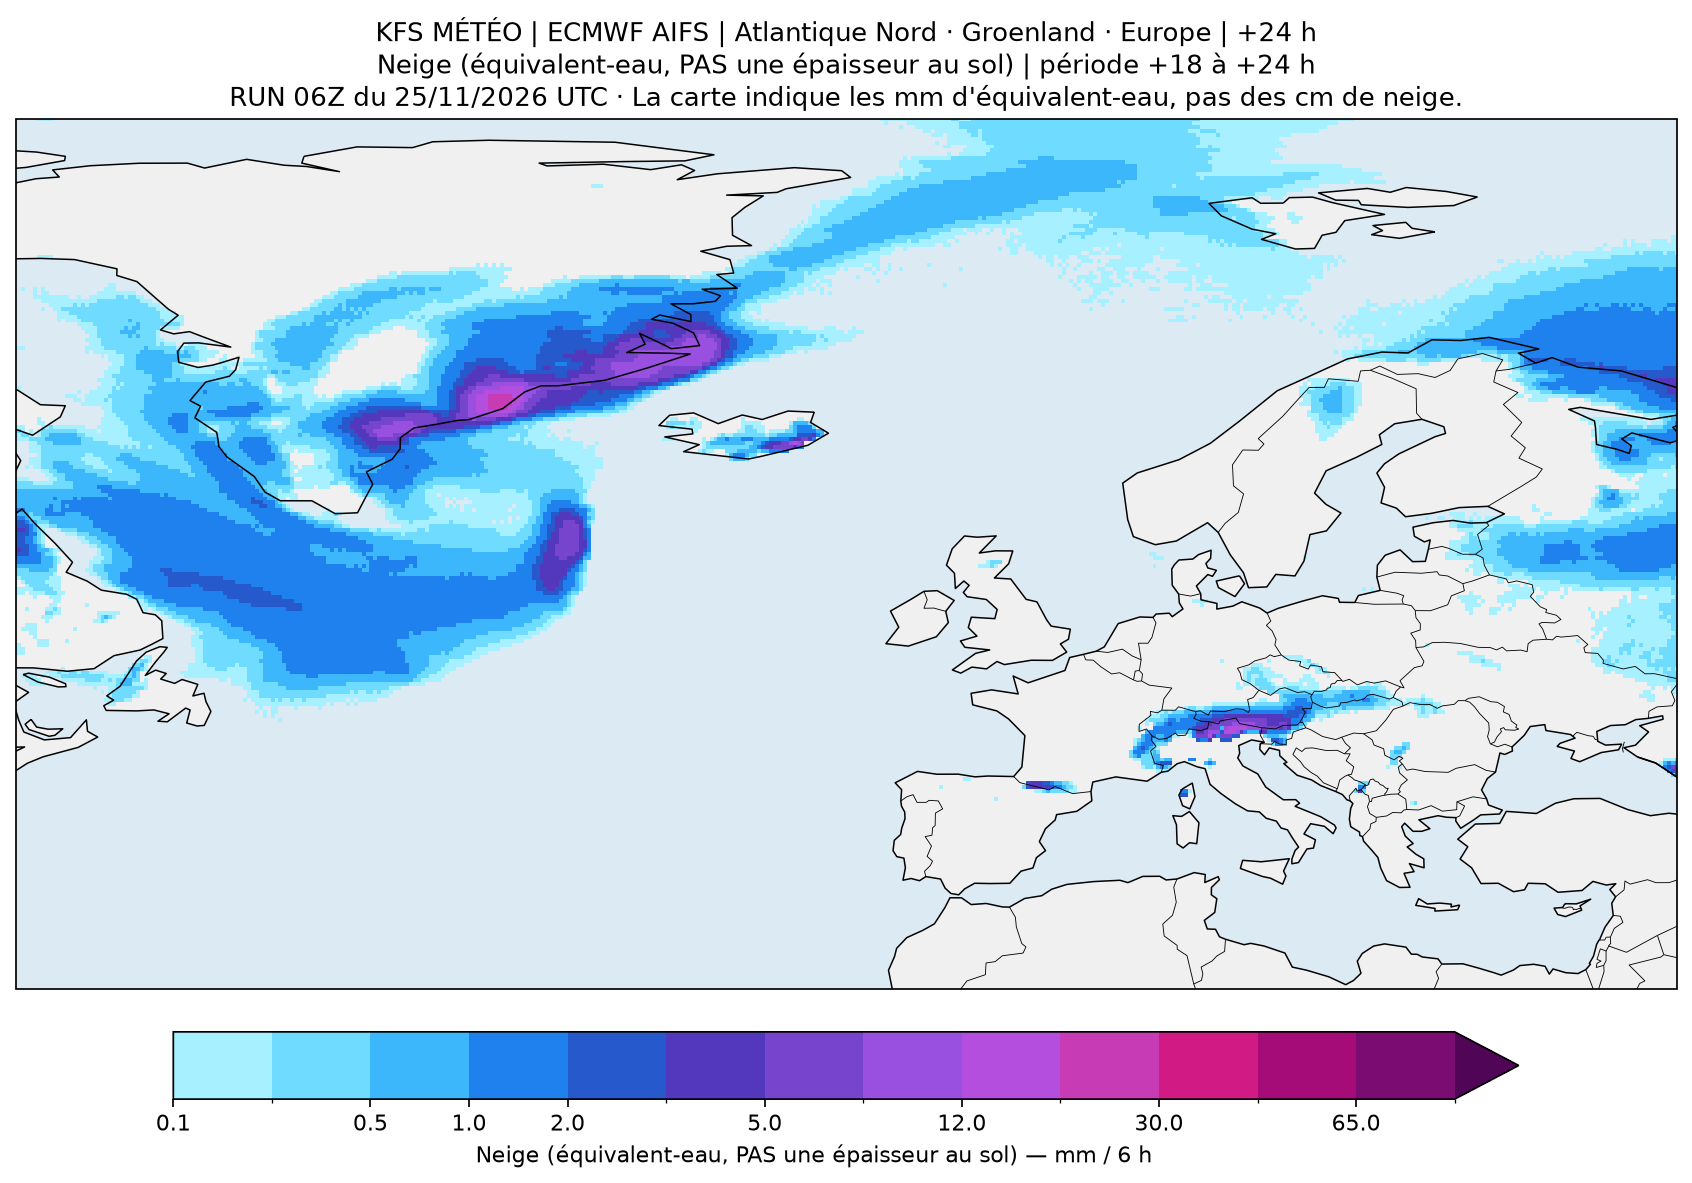 KFS MÉTÉO | ECMWF AIFS | Atlantique Nord · Groenland · Europe | +24 h
Neige (équivalent-eau, PAS une épaisseur au sol) | période +18 à +24 h
RUN 06Z du 25/11/2026 UTC · La carte indique les mm d'équivalent-eau, pas des cm de neige.
0.1 0.5 1.0 2.0 5.0 12.0 30.0 65.0
Neige (équivalent-eau, PAS une épaisseur au sol) — mm / 6 h